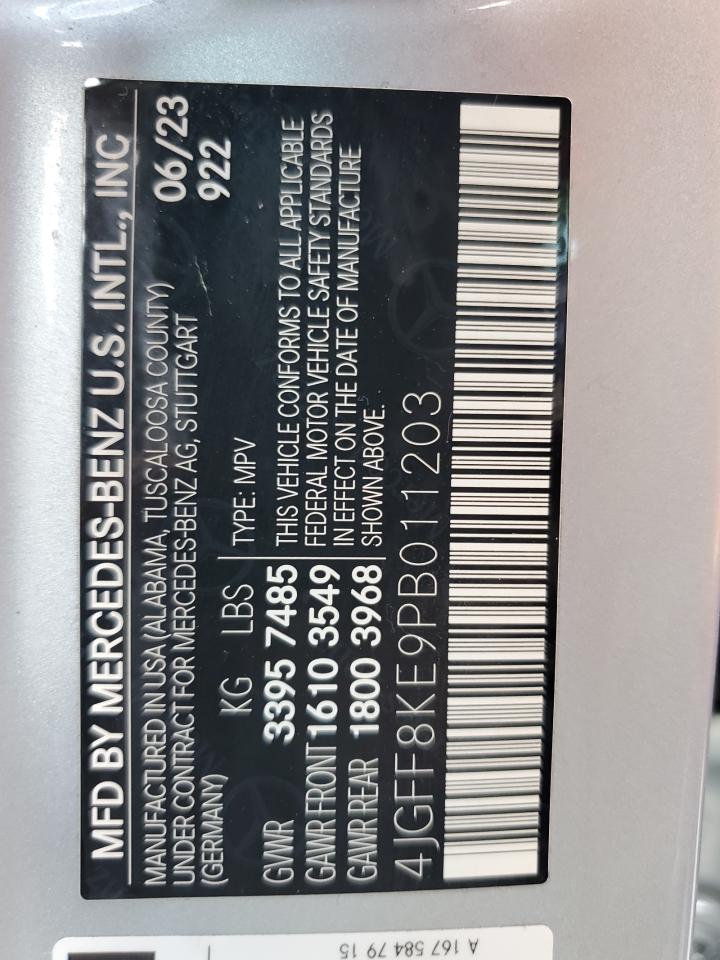 MFD BY MERCEDES-BENZ U.S. INTL., INC
MANUFACTURED IN USA (ALABAMA, TUSCALOOSA COUNTY) 06/23
UNDER CONTRACT FOR MERCEDES-BENZ AG, STUTTGART 922
(GERMANY)
KG LBS TYPE: MPV
GVWR 3395 7485
GAWR FRONT 1610 3549
GAWR REAR 1800 3968
THIS VEHICLE CONFORMS TO ALL APPLICABLE
FEDERAL MOTOR VEHICLE SAFETY STANDARDS
IN EFFECT ON THE DATE OF MANUFACTURE
SHOWN ABOVE.
4JGFF8KE9PB011203
A 167 584 79 15